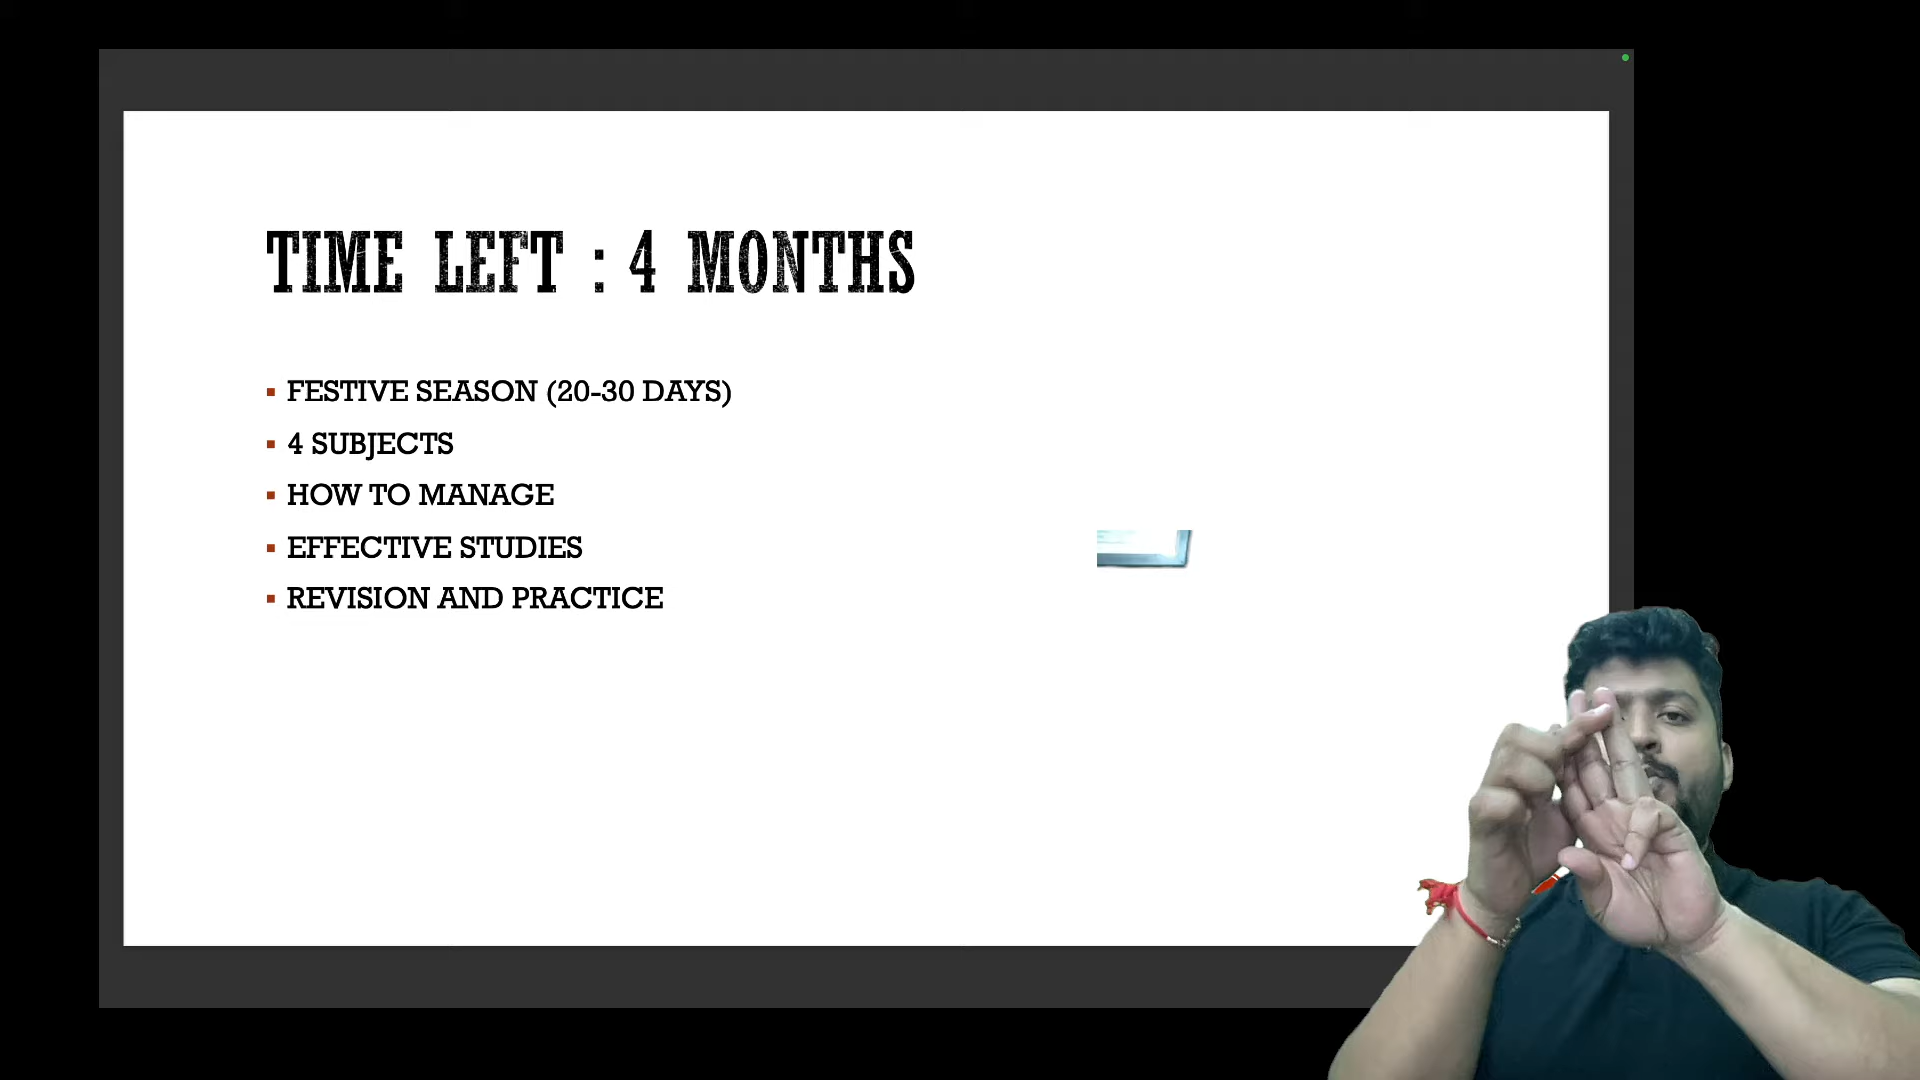 TIME LEFT : 4 MONTHS
FESTIVE SEASON (20-30 DAYS)
4 SUBJECTS
HOW TO MANAGE
EFFECTIVE STUDIES
REVISION AND PRACTICE